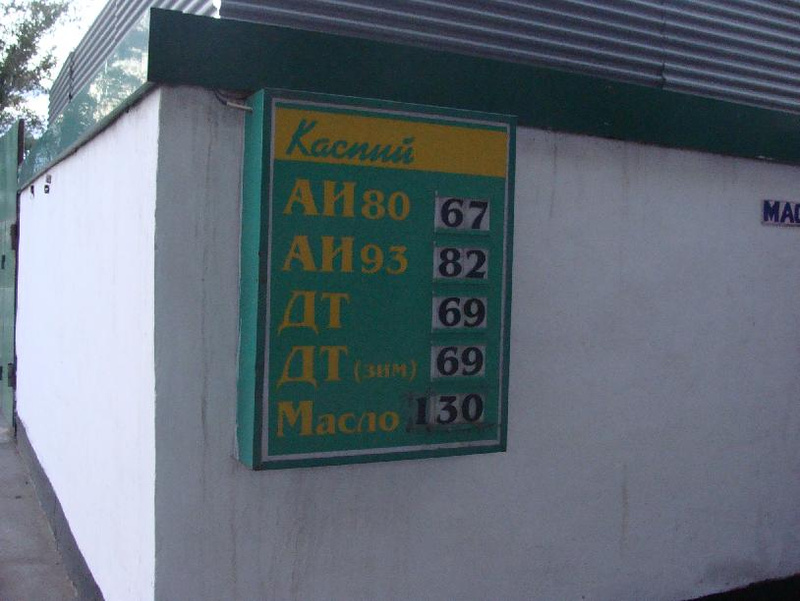 Каспий
АИ80 67
АИ93 82
ДТ 69
ДТ (зим) 69
Масло 130